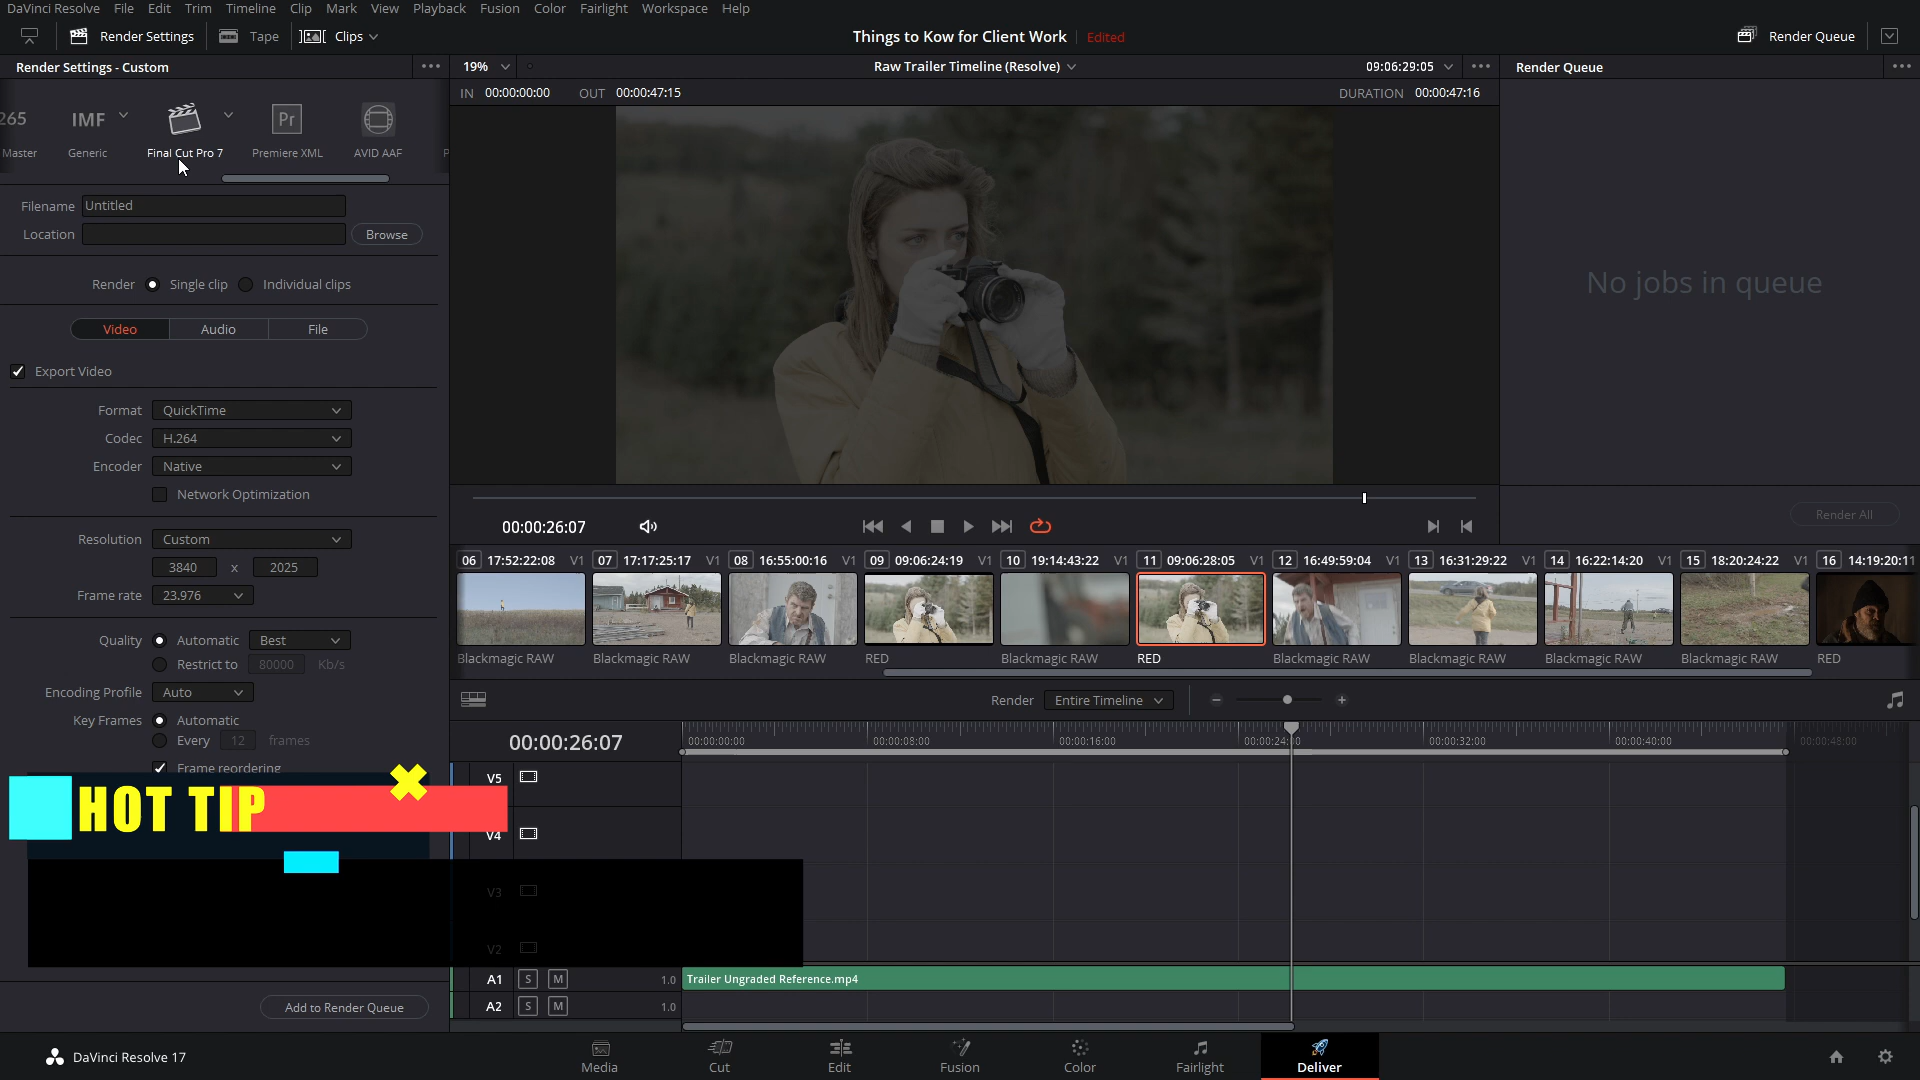 DaVinci Resolve File Edit Trim Timeline Clip Mark View Playback Fusion Color Fairlight Workspace Help
Render Settings Tape Clips Things to Kow for Client Work Edited Render Queue
Render Settings - Custom 19% Raw Trailer Timeline (Resolve) 09:06:29:05 Render Queue
IN 00:00:00:00 OUT 00:00:47:15 DURATION 00:00:47:16
265 IMF Pr
Master Generic Final Cut Pro 7 Premiere XML AVID AAF P
Filename Untitled
Location Browse
Render Single clip Individual clips
Video Audio File
Export Video
Format QuickTime
Codec H.264
Encoder Native
Network Optimization
Resolution Custom
3840 x 2025
Frame rate 23.976
Quality Automatic Best
Restrict to 80000 Kb/s
Encoding Profile Auto
Key Frames Automatic
Every 12 frames
Frame reordering
HOT TIP
Add to Render Queue
No jobs in queue
Render All
00:00:26:07
06 17:52:22:08 V1 07 17:17:25:17 V1 08 16:55:00:16 V1 09 09:06:24:19 V1 10 19:14:43:22 V1 11 09:06:28:05 V1 12 16:49:59:04 V1 13 16:31:29:22 V1 14 16:22:14:20 V1 15 18:20:24:22 V1 16 14:19:20:11
Blackmagic RAW Blackmagic RAW Blackmagic RAW RED Blackmagic RAW RED Blackmagic RAW Blackmagic RAW Blackmagic RAW Blackmagic RAW RED
Render Entire Timeline
00:00:26:07 00:00:00:00 00:00:08:00 00:00:16:00 00:00:24:00 00:00:32:00 00:00:40:00 00:00:48:00
V5
V4
V3
V2
A1 S M 1.0 Trailer Ungraded Reference.mp4
A2 S M 1.0
DaVinci Resolve 17 Media Cut Edit Fusion Color Fairlight Deliver